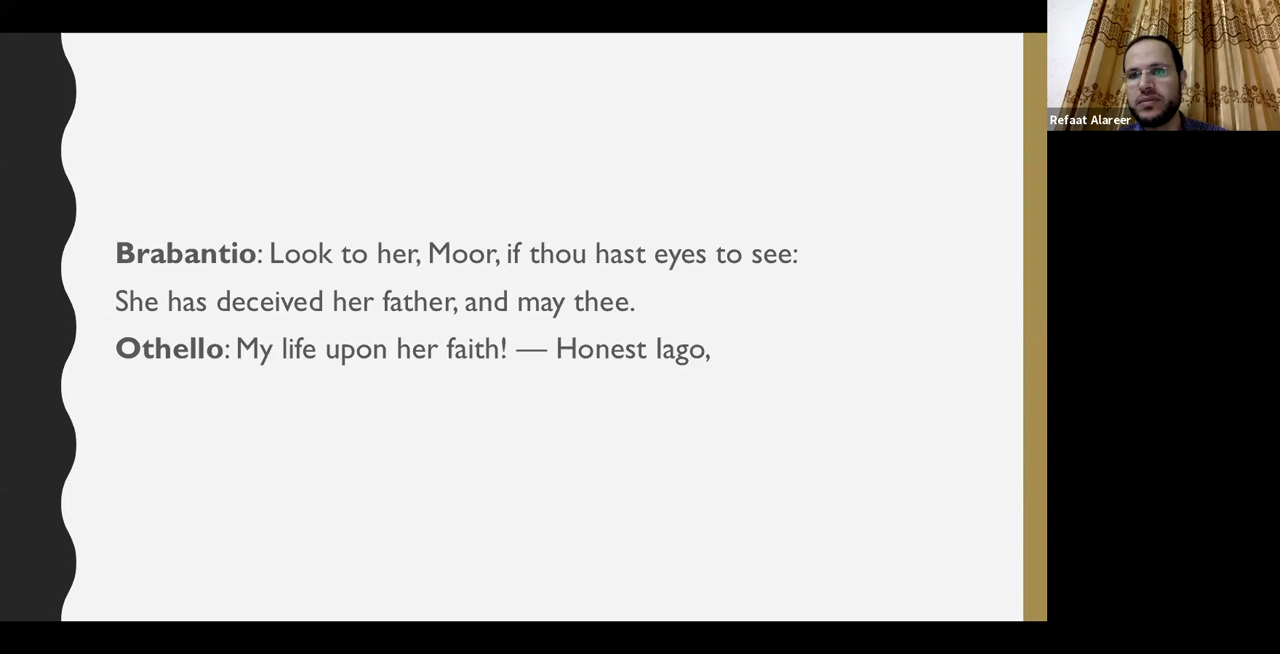 Brabantio: Look to her, Moor, if thou hast eyes to see:
She has deceived her father, and may thee.
Othello: My life upon her faith! — Honest Iago,
Refaat Alareer